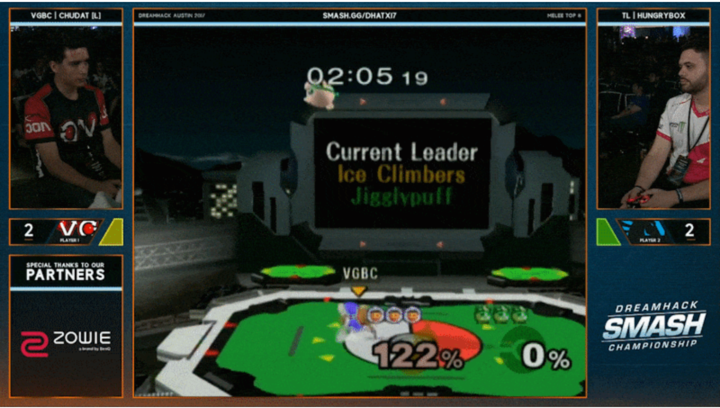 VGBC | CHUDAT [L]
DREAMHACK AUSTIN 2017
SMASH.GG/DHATX17
MELEE TOP 8
TL | HUNGRYBOX
02:05 19
Current Leader
Ice Climbers
Jigglypuff
VGBC
122%
0%
2
VG
PLAYER 1
PLAYER 2
2
SPECIAL THANKS TO OUR
PARTNERS
ZOWIE
DREAMHACK
SMASH
CHAMPIONSHIP